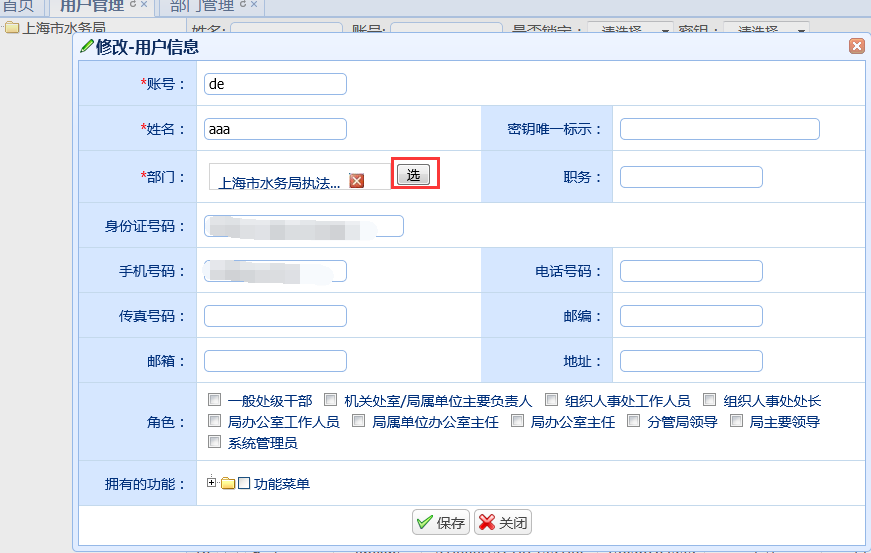 首页 用户管理 部门管理
上海市水务局 姓名: 账号: 是否锁定: 请选择 密钥: 请选择
修改-用户信息
*账号： de
*姓名： aaa 密钥唯一标示：
*部门： 上海市水务局执法... 选 职务：
身份证号码：
手机号码： 电话号码：
传真号码： 邮编：
邮箱： 地址：
一般处级干部 机关处室/局属单位主要负责人 组织人事处工作人员 组织人事处处长
角色： 局办公室工作人员 局属单位办公室主任 局办公室主任 分管局领导 局主要领导
系统管理员
拥有的功能： 功能菜单
保存 关闭